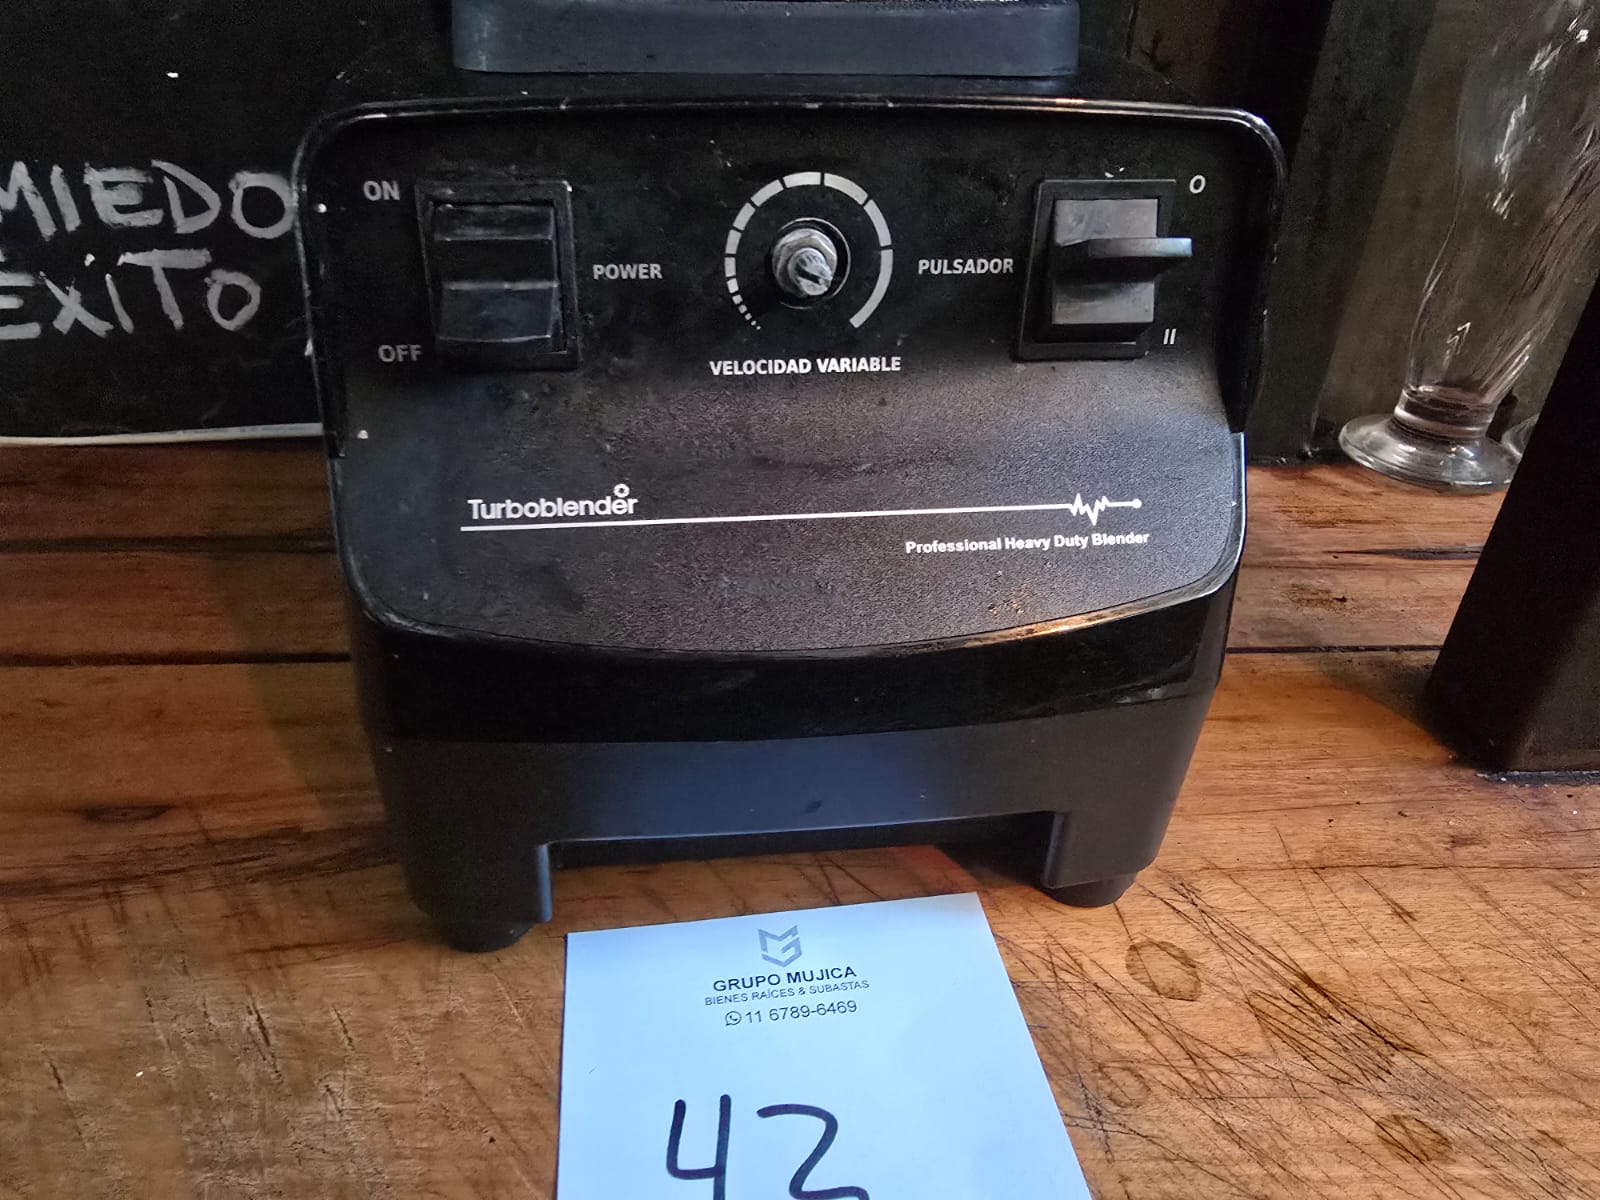 MIEDO
ÉXITO
ON
OFF
POWER
VELOCIDAD VARIABLE
PULSADOR
O
II
Turboblender
Professional Heavy Duty Blender
GRUPO MUJICA
BIENES RAÍCES & SUBASTAS
11 6789-6469
42